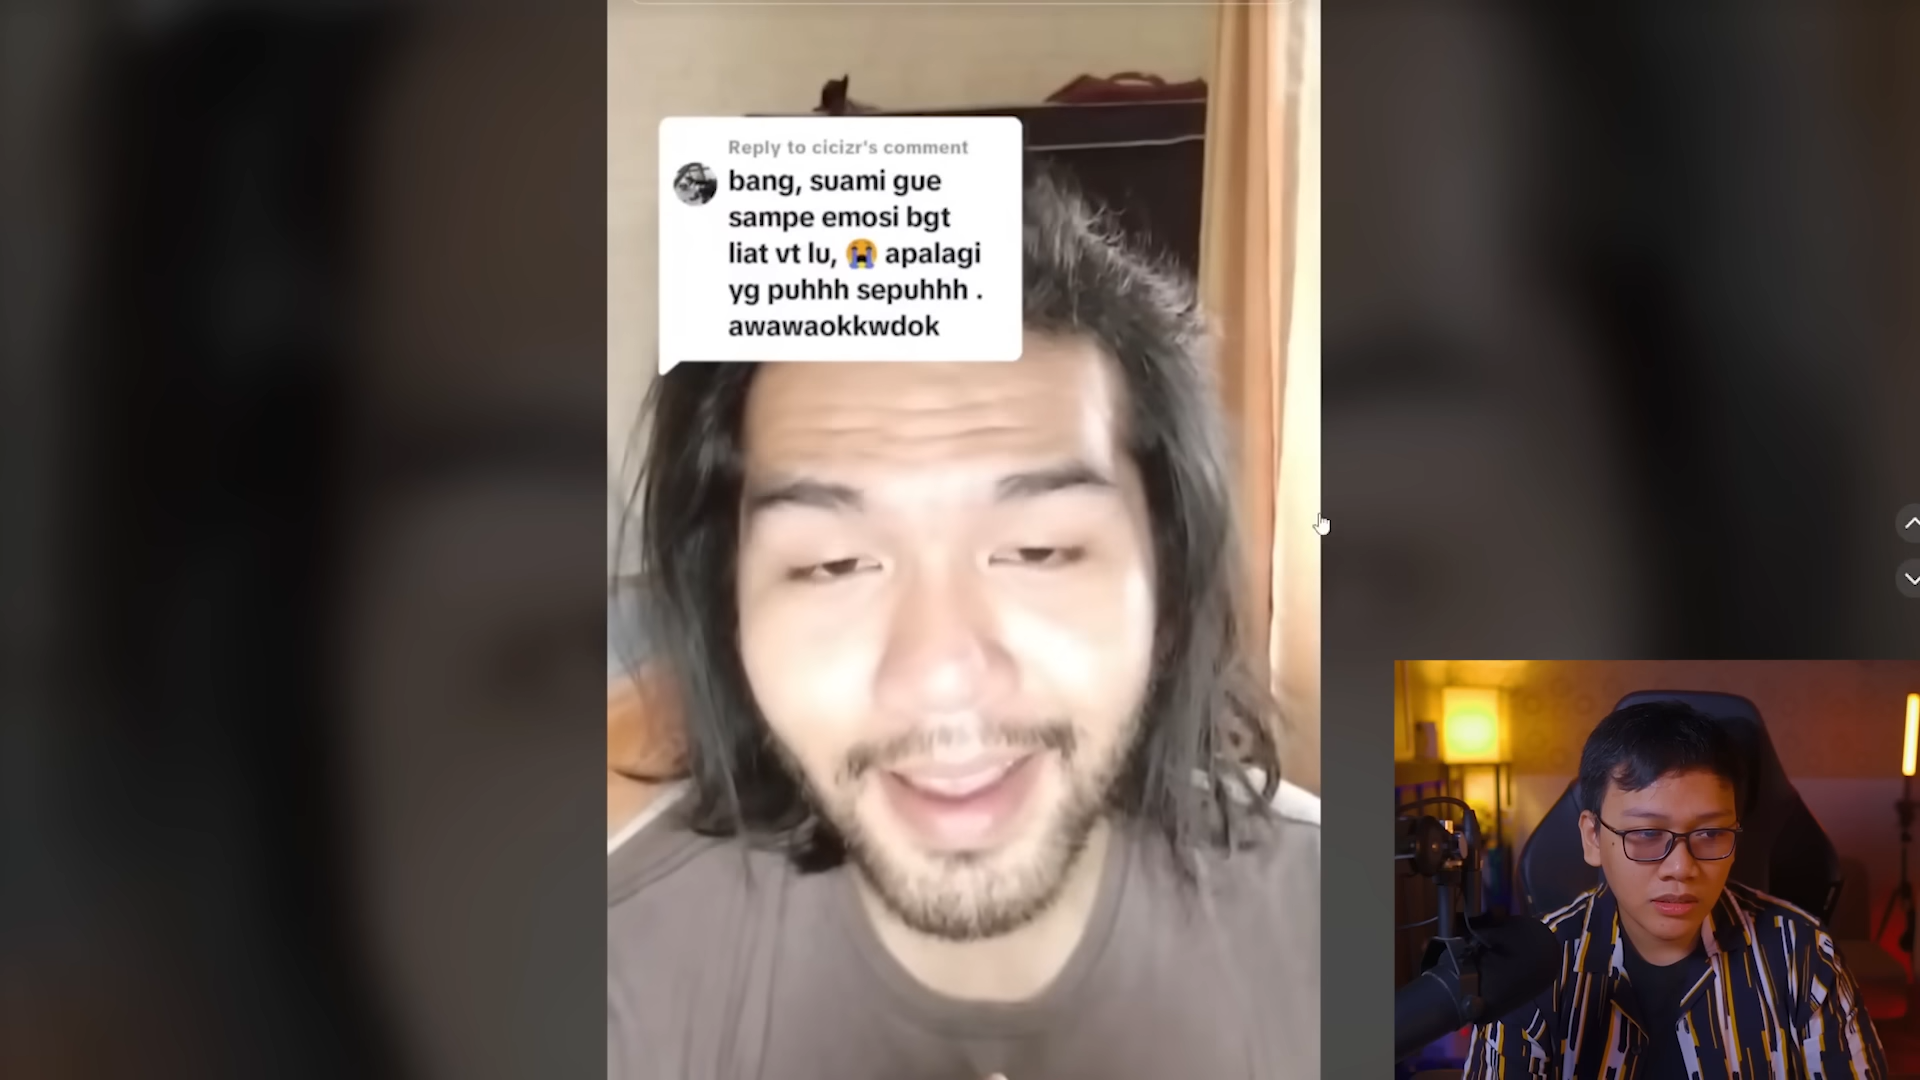 Reply to cicizr's comment
bang, suami gue
sampe emosi bgt
liat vt lu, 😭 apalagi
yg puhhh sepuhhh .
awawaokkwdok